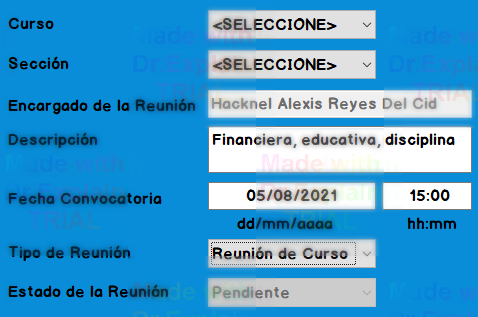 Curso <SELECCIONE>
Sección <SELECCIONE>
Encargado de la Reunión Hacknel Alexis Reyes Del Cid
Descripción Financiera, educativa, disciplina
Made with
Fecha Convocatoria 05/08/2021 15:00
TRIAL
dd/mm/aaaa hh:mm
Tipo de Reunión Reunión de Curso
Estado de la Reunión Pendiente